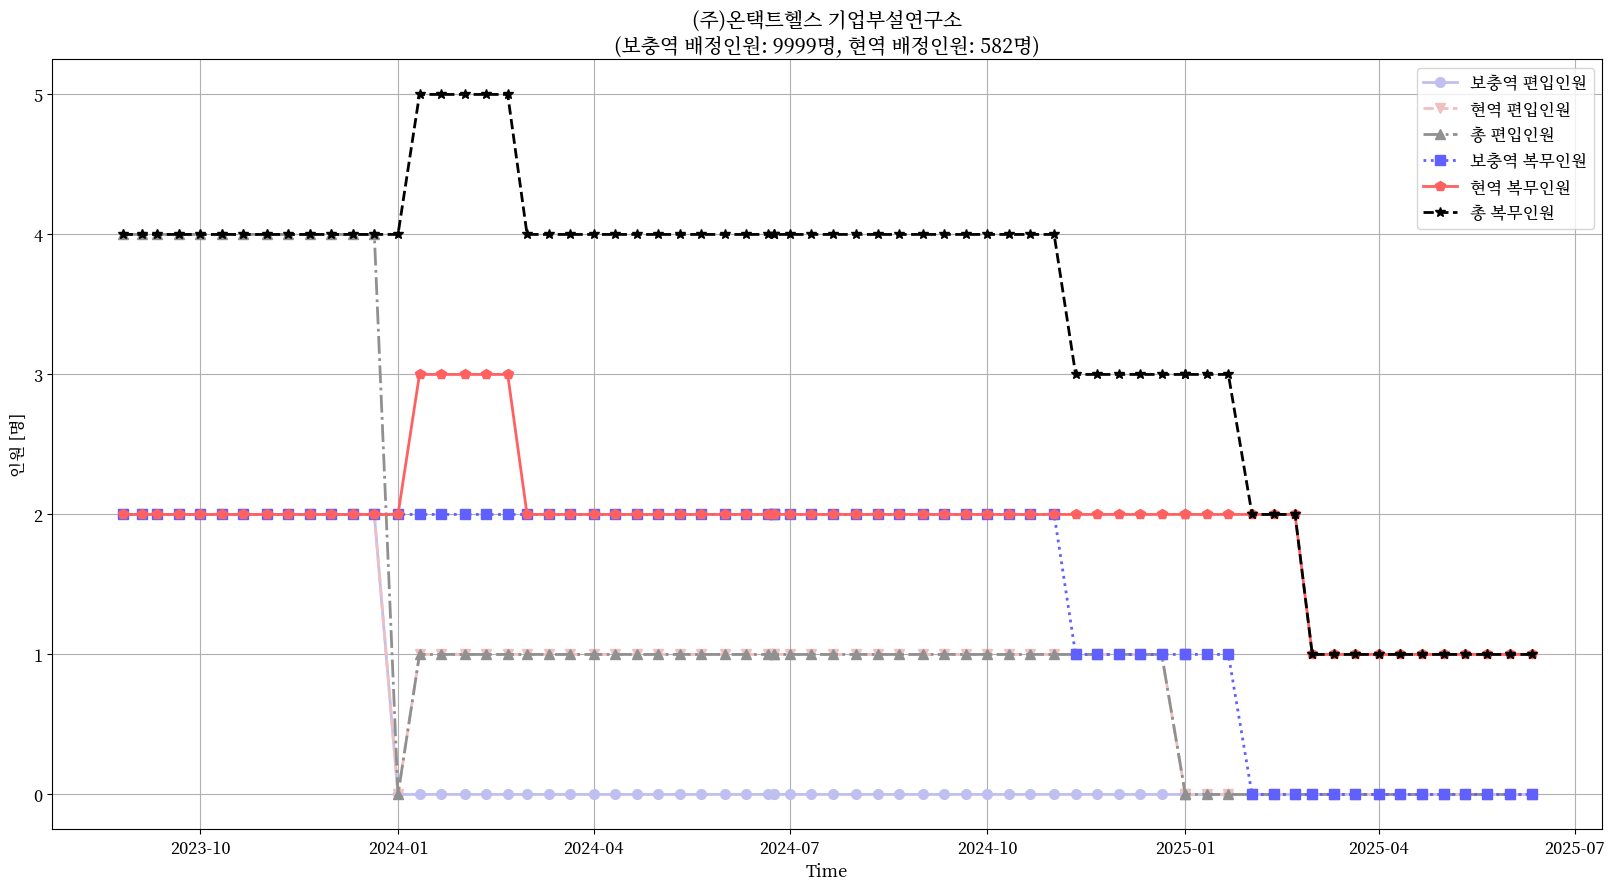 (주)온택트헬스 기업부설연구소
(보충역 배정인원: 9999명, 현역 배정인원: 582명)
보충역 편입인원
현역 편입인원
총 편입인원
보충역 복무인원
현역 복무인원
총 복무인원
인원 [명]
5
4
3
2
1
0
2023-10
2024-01
2024-04
2024-07
2024-10
2025-01
2025-04
2025-07
Time